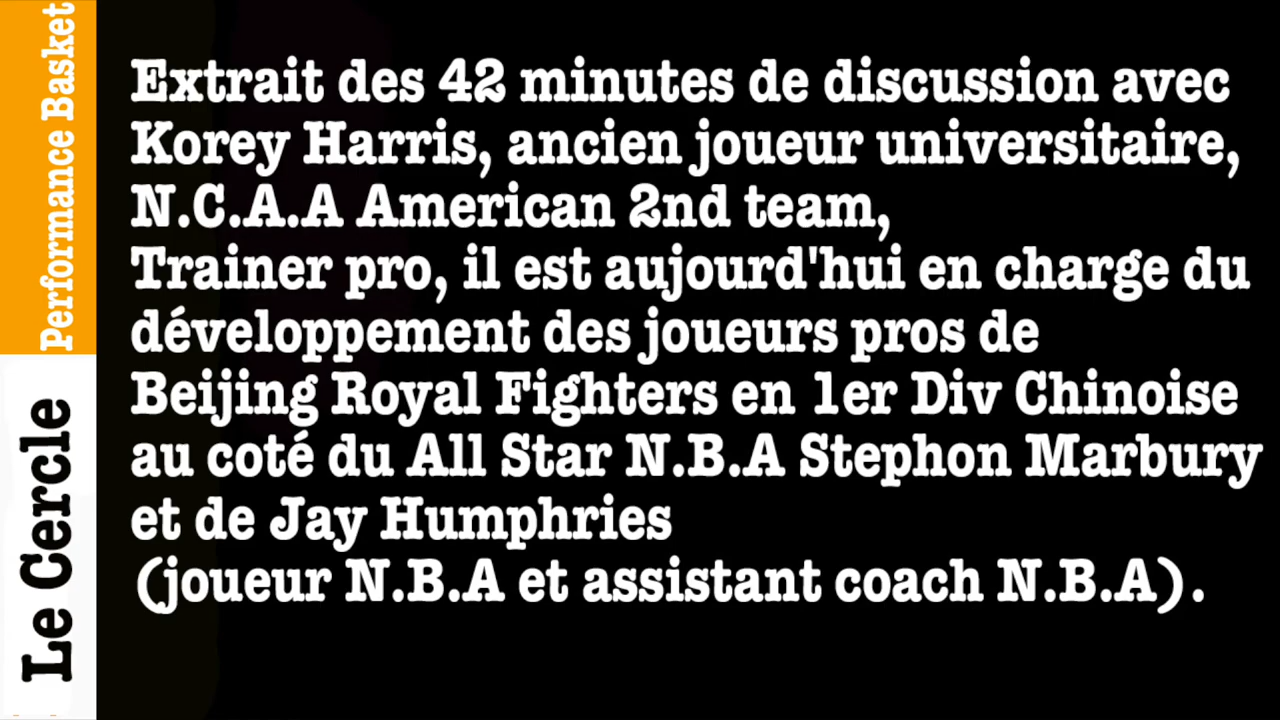 Performance Basket
Le Cercle
Extrait des 42 minutes de discussion avec
Korey Harris, ancien joueur universitaire,
N.C.A.A American 2nd team,
Trainer pro, il est aujourd'hui en charge du
développement des joueurs pros de
Beijing Royal Fighters en 1er Div Chinoise
au coté du All Star N.B.A Stephon Marbury
et de Jay Humphries
(joueur N.B.A et assistant coach N.B.A).